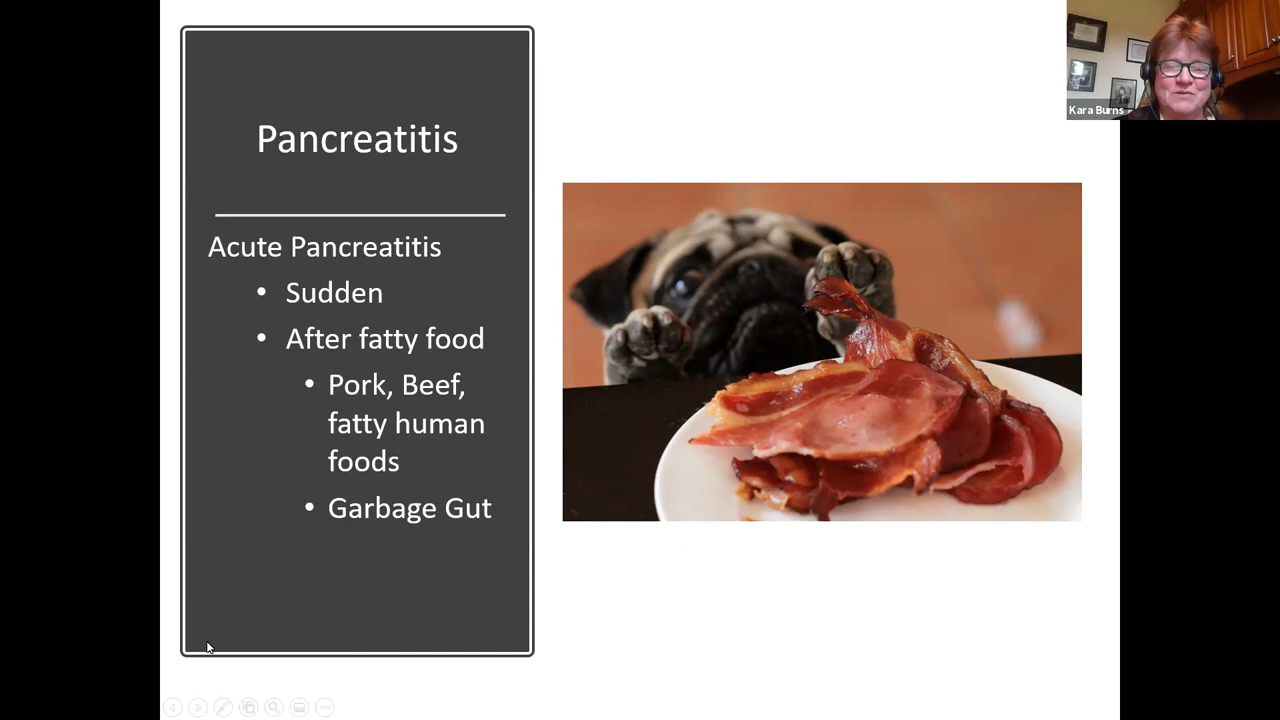 Pancreatitis
Acute Pancreatitis
• Sudden
• After fatty food
• Pork, Beef,
fatty human
foods
• Garbage Gut
Kara Burns